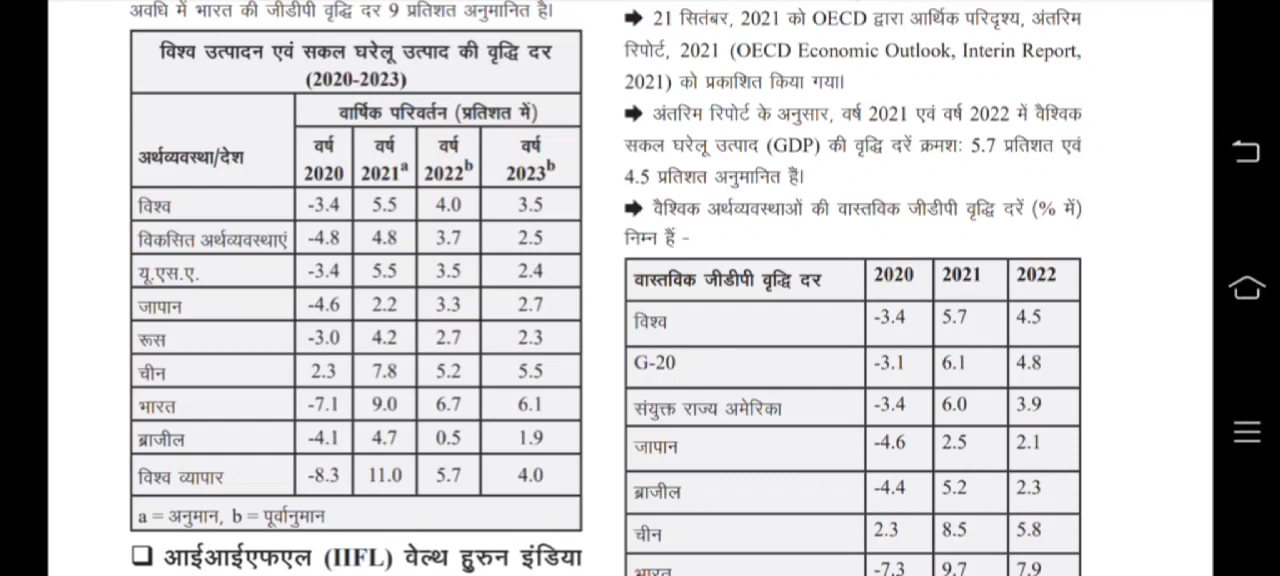 अवधि में भारत की जीडीपी वृद्धि दर 9 प्रतिशत अनुमानित है।
विश्व उत्पादन एवं सकल घरेलू उत्पाद की वृद्धि दर
(2020-2023)
अर्थव्यवस्था/देश
वार्षिक परिवर्तन (प्रतिशत में)
वर्ष 2020 वर्ष 2021a वर्ष 2022b वर्ष 2023b
विश्व -3.4 5.5 4.0 3.5
विकसित अर्थव्यवस्थाएं -4.8 4.8 3.7 2.5
यू.एस.ए. -3.4 5.5 3.5 2.4
जापान -4.6 2.2 3.3 2.7
रूस -3.0 4.2 2.7 2.3
चीन 2.3 7.8 5.2 5.5
भारत -7.1 9.0 6.7 6.1
ब्राजील -4.1 4.7 0.5 1.9
विश्व व्यापार -8.3 11.0 5.7 4.0
a = अनुमान, b = पूर्वानुमान
❑ आईआईएफएल (IIFL) वेल्थ हुरुन इंडिया
➡ 21 सितंबर, 2021 को OECD द्वारा आर्थिक परिदृश्य, अंतरिम
रिपोर्ट, 2021 (OECD Economic Outlook, Interin Report,
2021) को प्रकाशित किया गया।
➡ अंतरिम रिपोर्ट के अनुसार, वर्ष 2021 एवं वर्ष 2022 में वैश्विक
सकल घरेलू उत्पाद (GDP) की वृद्धि दरें क्रमशः 5.7 प्रतिशत एवं
4.5 प्रतिशत अनुमानित हैं।
➡ वैश्विक अर्थव्यवस्थाओं की वास्तविक जीडीपी वृद्धि दरें (% में)
निम्न हैं -
वास्तविक जीडीपी वृद्धि दर 2020 2021 2022
विश्व -3.4 5.7 4.5
G-20 -3.1 6.1 4.8
संयुक्त राज्य अमेरिका -3.4 6.0 3.9
जापान -4.6 2.5 2.1
ब्राजील -4.4 5.2 2.3
चीन 2.3 8.5 5.8
भारत -7.3 9.7 7.9